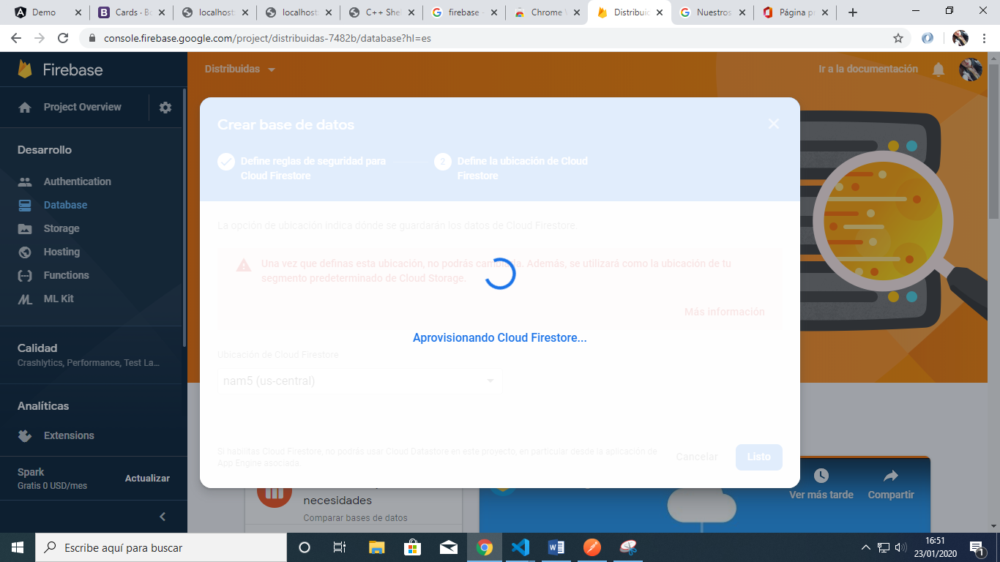 Demo
Cards · Bo
localhost:
localhost:
C++ She
firebase -
Chrome W
Distribuid
Nuestros
Página pr
console.firebase.google.com/project/distribuidas-7482b/database?hl=es
Firebase
Distribuidas
Ir a la documentación
Project Overview
Desarrollo
Authentication
Database
Storage
Hosting
Functions
ML Kit
Calidad
Crashlytics, Performance, Test La...
Analíticas
Extensions
Spark
Gratis 0 USD/mes
Actualizar
Crear base de datos
Define reglas de seguridad para
Cloud Firestore
2
Define la ubicación de Cloud
Firestore
La opción de ubicación indica dónde se guardarán los datos de Cloud Firestore.
Una vez que definas esta ubicación, no podrás cambiarla. Además, se utilizará como la ubicación de tu
segmento predeterminado de Cloud Storage.
Más información
Aprovisionando Cloud Firestore...
Ubicación de Cloud Firestore
nam5 (us-central)
Si habilitas Cloud Firestore, no podrás usar Cloud Datastore en este proyecto, en particular desde la aplicación de
App Engine asociada
Cancelar
Listo
necesidades
Comparar bases de datos
Ver más tarde
Compartir
Escribe aquí para buscar
16:51
23/01/2020
1